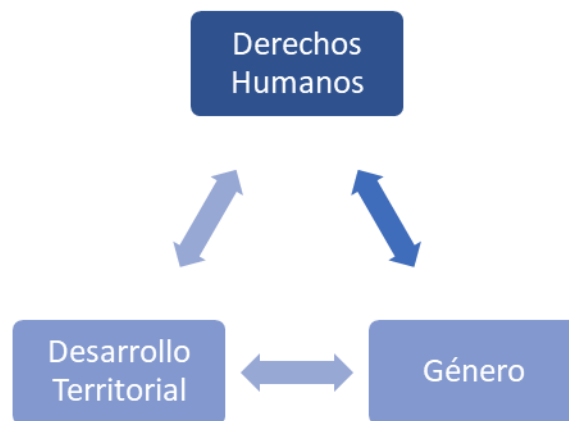 Derechos
Humanos
Desarrollo
Territorial
Género